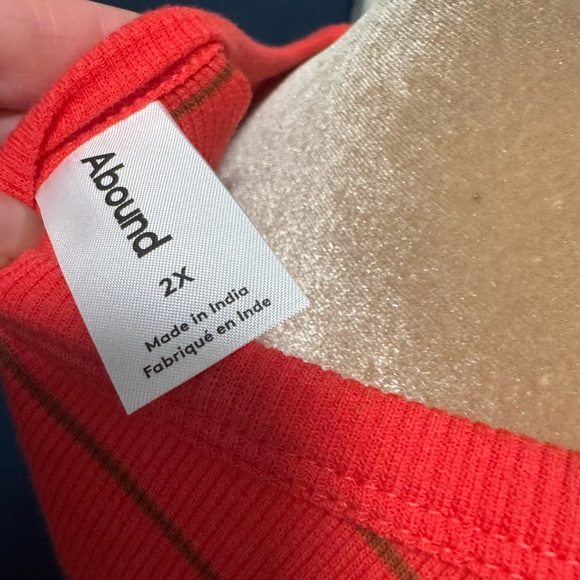 Abound
2X
Made in India
Fabriqué en Inde